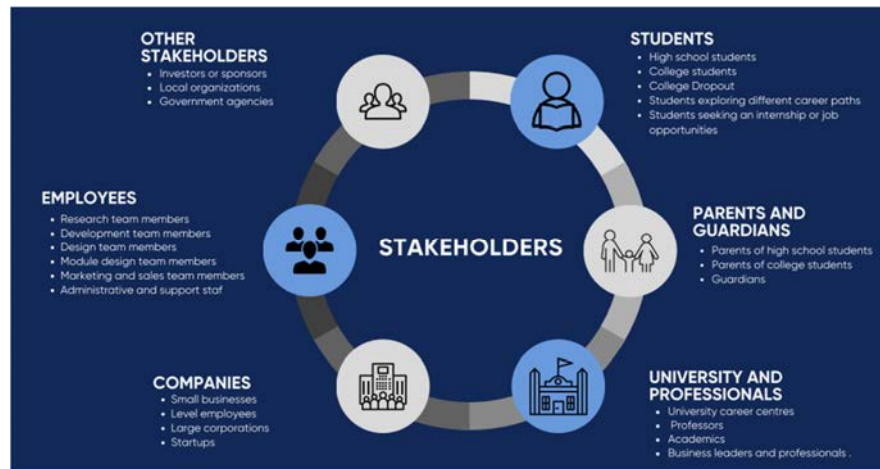 OTHER
STAKEHOLDERS
• Investors or sponsors
• Local organizations
• Government agencies
STUDENTS
• High school students
• College students
• College Dropout
• Students exploring different career paths
• Students seeking an internship or job
opportunities
EMPLOYEES
• Research team members
• Development team members
• Design team members
• Module design team members
• Marketing and sales team members
• Administrative and support staf
STAKEHOLDERS
PARENTS AND
GUARDIANS
• Parents of high school students
• Parents of college students
• Guardians
COMPANIES
• Small businesses
• Level employees
• Large corporations
• Startups
UNIVERSITY AND
PROFESSIONALS
• University career centres
• Professors
• Academics
• Business leaders and professionals .